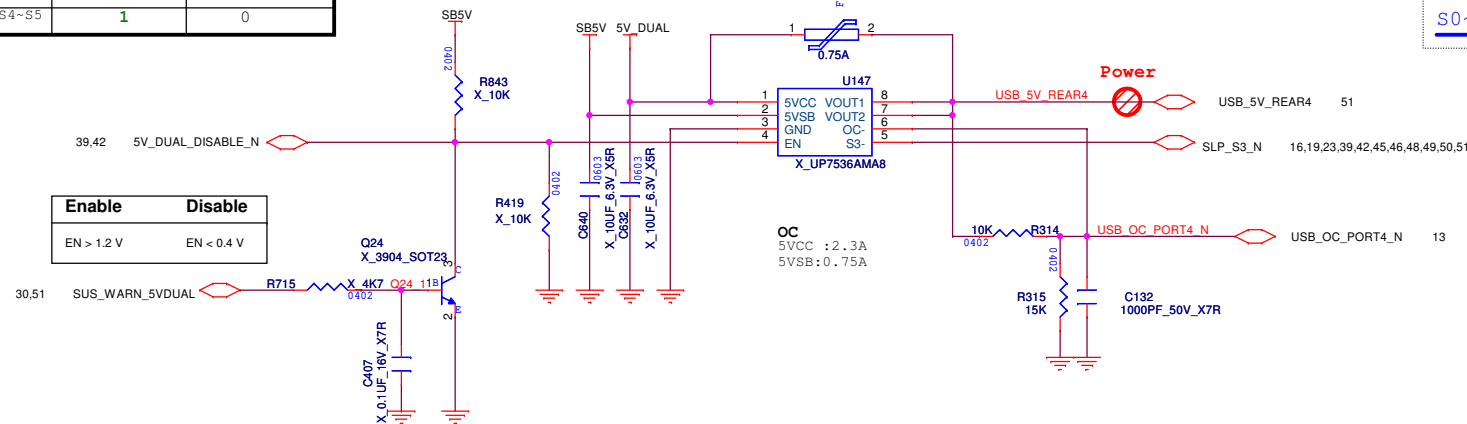 S4~S5 1 0
SB5V
SB5V 5V_DUAL
1 2
0.75A
S0~
0402
R843
X_10K
U147
Power
1 5VCC VOUT1 8
2 5VSB VOUT2 7
3 GND OC- 6
4 EN S3- 5
X_UP7536AMA8
USB_5V_REAR4
USB_5V_REAR4 51
39,42 5V_DUAL_DISABLE_N
SLP_S3_N 16,19,23,39,42,45,46,48,49,50,51
Enable Disable
EN > 1.2 V EN < 0.4 V
R419
X_10K
0402
C640
0603
X_10UF_6.3V_X5R
C632
0603
X_10UF_6.3V_X5R
OC
5VCC :2.3A
5VSB:0.75A
10K R314
0402
USB_OC_PORT4_N
USB_OC_PORT4_N 13
Q24
X_3904_SOT23
3 C
1 B
2 E
30,51 SUS_WARN_5VDUAL
R715 X_4K7
0402
Q24_1
C407
X_0.1UF_16V_X7R
0402
R315
15K
C132
1000PF_50V_X7R